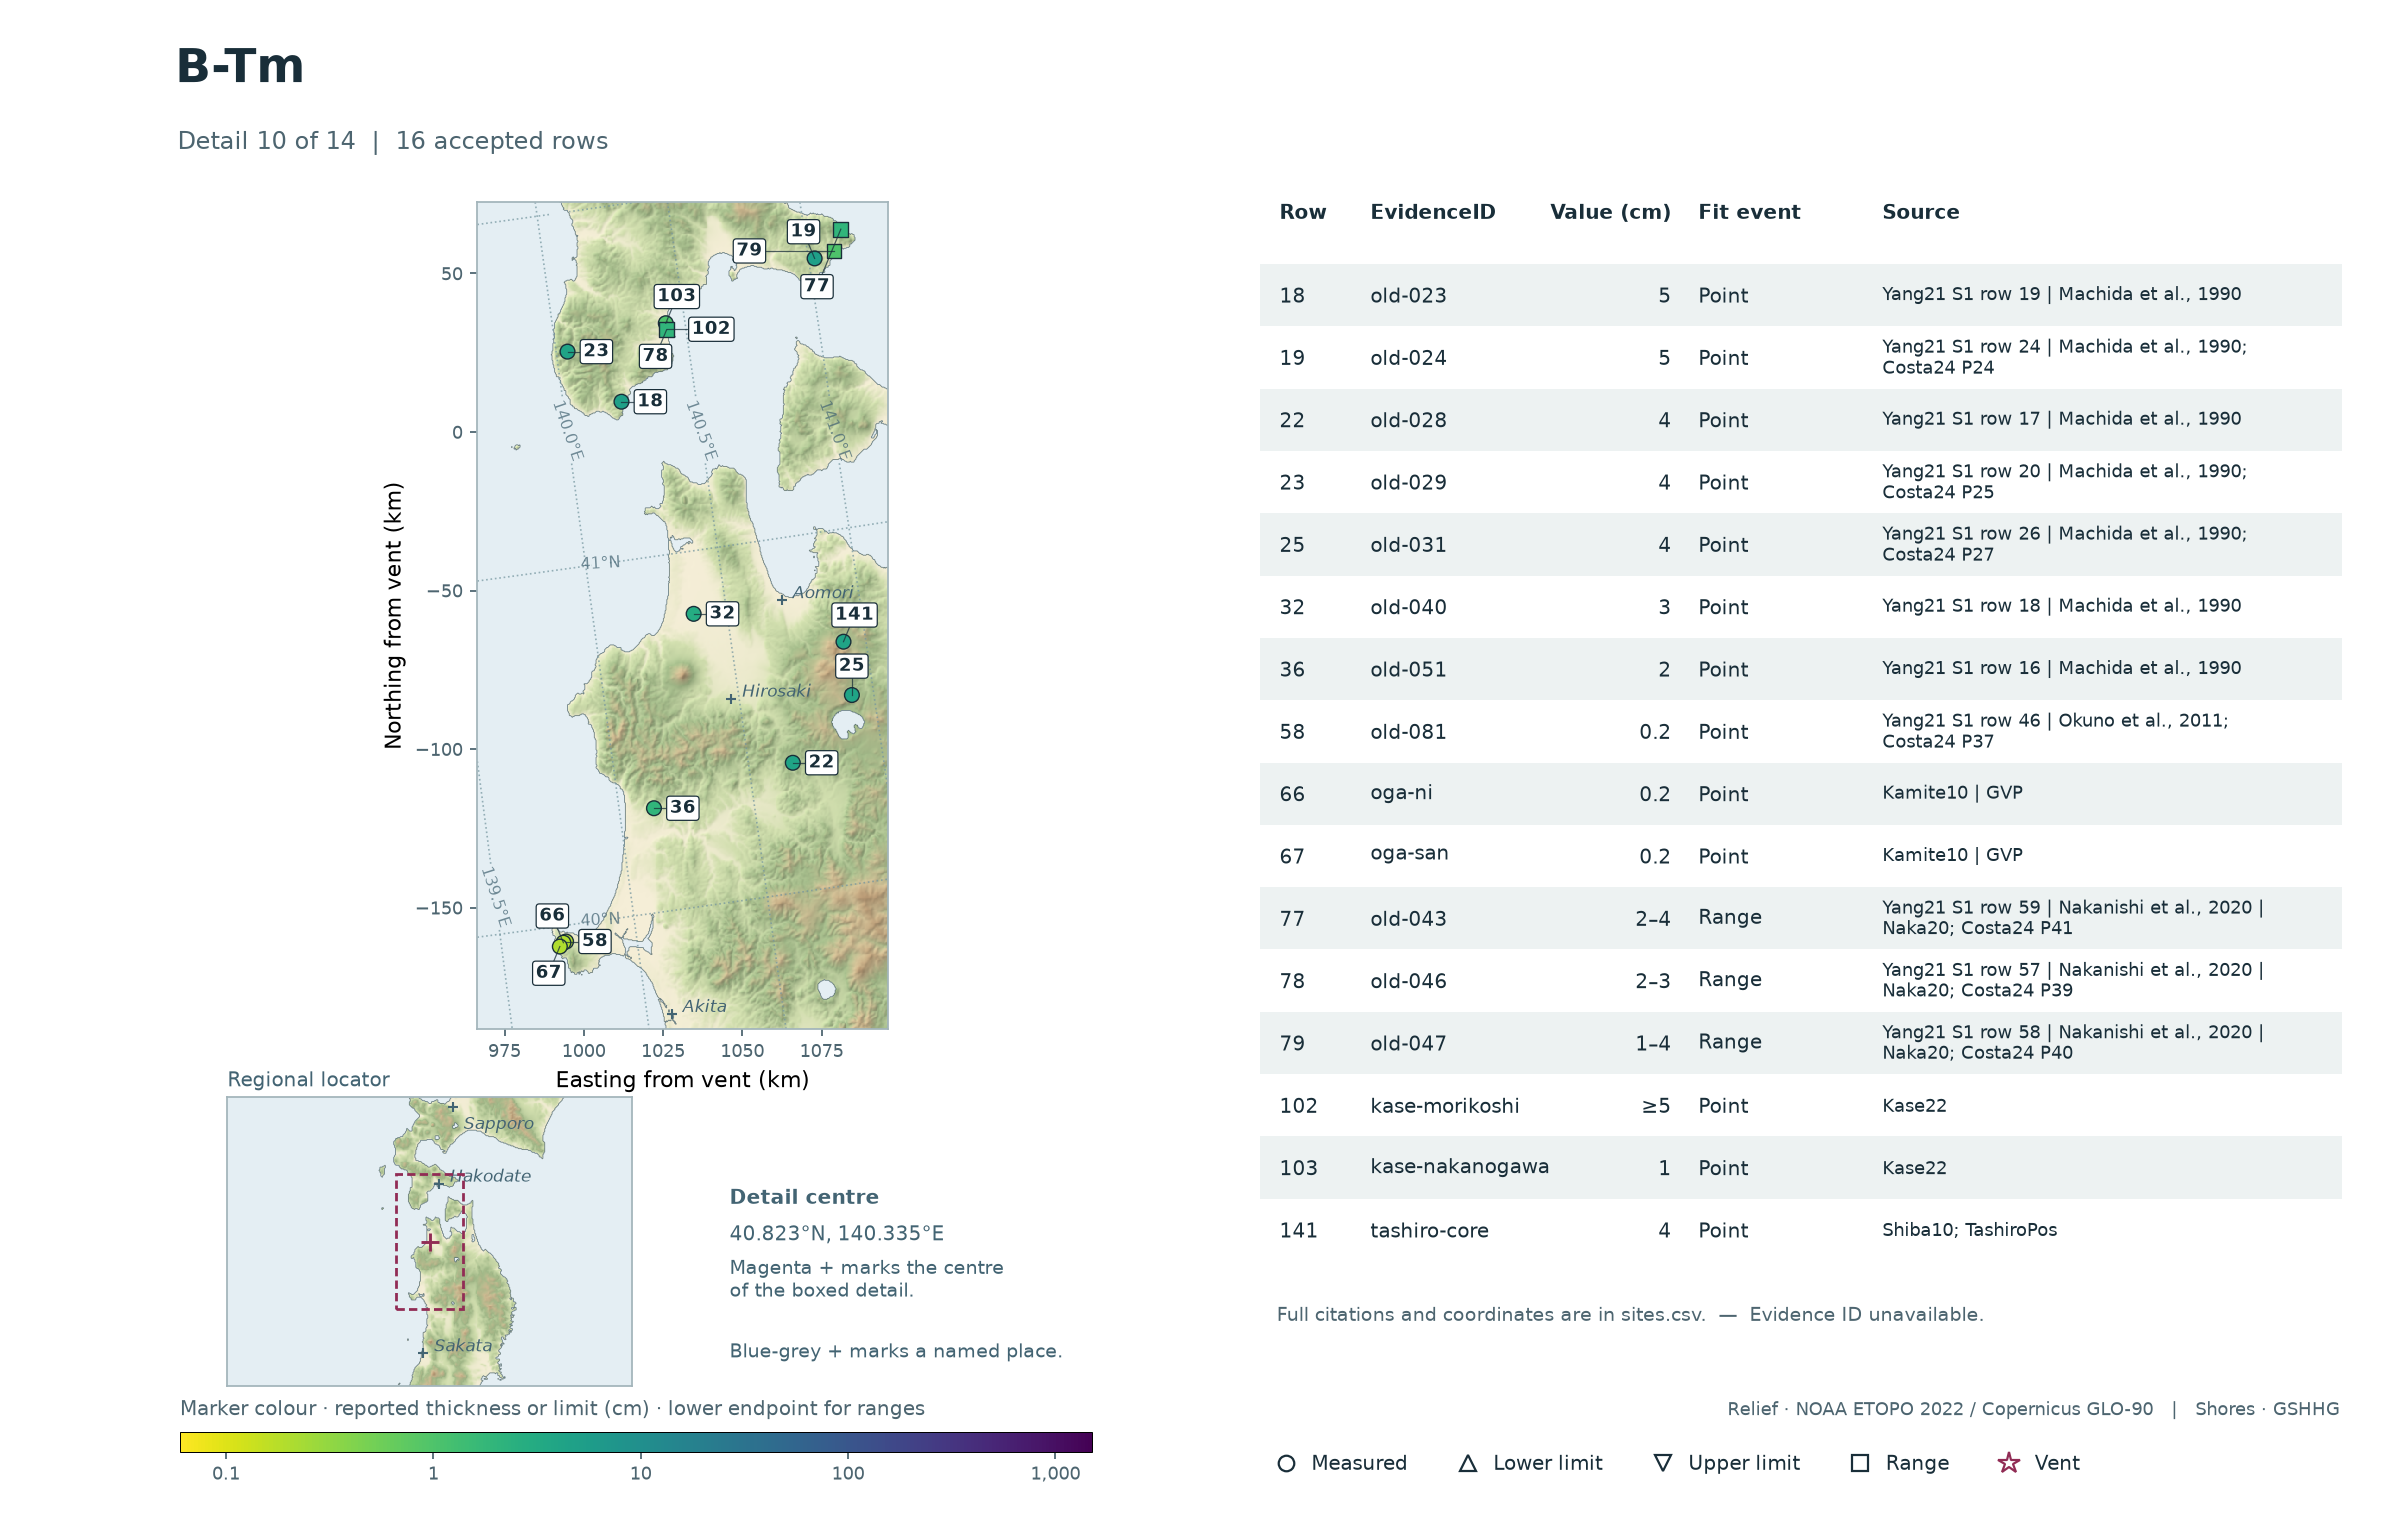 B-Tm
Detail 10 of 14 | 16 accepted rows
19
79
77
103
102
78
23
18
140.0°E
140.5°E
141.0°E
41°N
Aomori
32
141
25
Hirosaki
22
36
139.5°E
66
40°N
58
67
Akita
50
0
−50
−100
−150
Northing from vent (km)
975 1000 1025 1050 1075
Easting from vent (km)
Regional locator
Sapporo
Hakodate
Sakata
Detail centre
40.823°N, 140.335°E
Magenta + marks the centre
of the boxed detail.
Blue-grey + marks a named place.
Marker colour · reported thickness or limit (cm) · lower endpoint for ranges
0.1 1 10 100 1,000
Row EvidenceID Value (cm) Fit event Source
18 old-023 5 Point Yang21 S1 row 19 | Machida et al., 1990
19 old-024 5 Point Yang21 S1 row 24 | Machida et al., 1990;
Costa24 P24
22 old-028 4 Point Yang21 S1 row 17 | Machida et al., 1990
23 old-029 4 Point Yang21 S1 row 20 | Machida et al., 1990;
Costa24 P25
25 old-031 4 Point Yang21 S1 row 26 | Machida et al., 1990;
Costa24 P27
32 old-040 3 Point Yang21 S1 row 18 | Machida et al., 1990
36 old-051 2 Point Yang21 S1 row 16 | Machida et al., 1990
58 old-081 0.2 Point Yang21 S1 row 46 | Okuno et al., 2011;
Costa24 P37
66 oga-ni 0.2 Point Kamite10 | GVP
67 oga-san 0.2 Point Kamite10 | GVP
77 old-043 2–4 Range Yang21 S1 row 59 | Nakanishi et al., 2020 |
Naka20; Costa24 P41
78 old-046 2–3 Range Yang21 S1 row 57 | Nakanishi et al., 2020 |
Naka20; Costa24 P39
79 old-047 1–4 Range Yang21 S1 row 58 | Nakanishi et al., 2020 |
Naka20; Costa24 P40
102 kase-morikoshi ≥5 Point Kase22
103 kase-nakanogawa 1 Point Kase22
141 tashiro-core 4 Point Shiba10; TashiroPos
Full citations and coordinates are in sites.csv. — Evidence ID unavailable.
Relief · NOAA ETOPO 2022 / Copernicus GLO-90 | Shores · GSHHG
Measured Lower limit Upper limit Range Vent